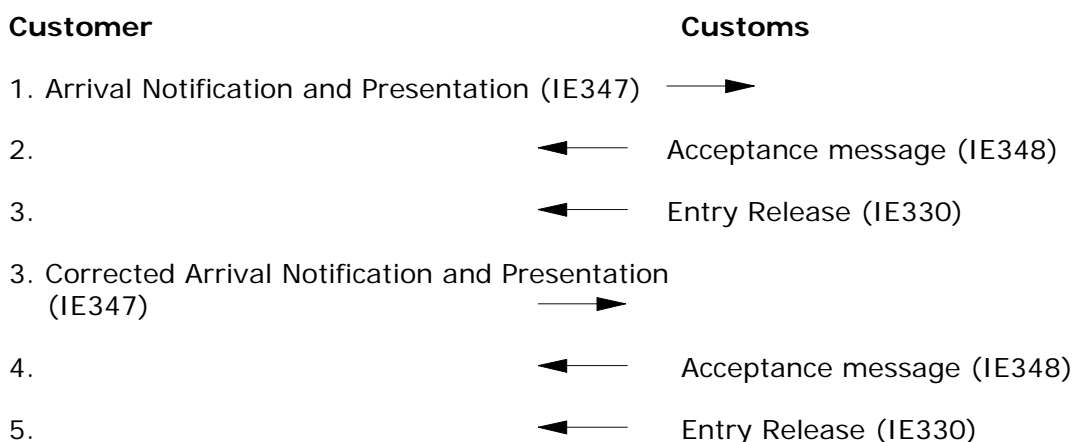 Customer Customs
1. Arrival Notification and Presentation (IE347)
2. Acceptance message (IE348)
3. Entry Release (IE330)
3. Corrected Arrival Notification and Presentation
(IE347)
4. Acceptance message (IE348)
5. Entry Release (IE330)